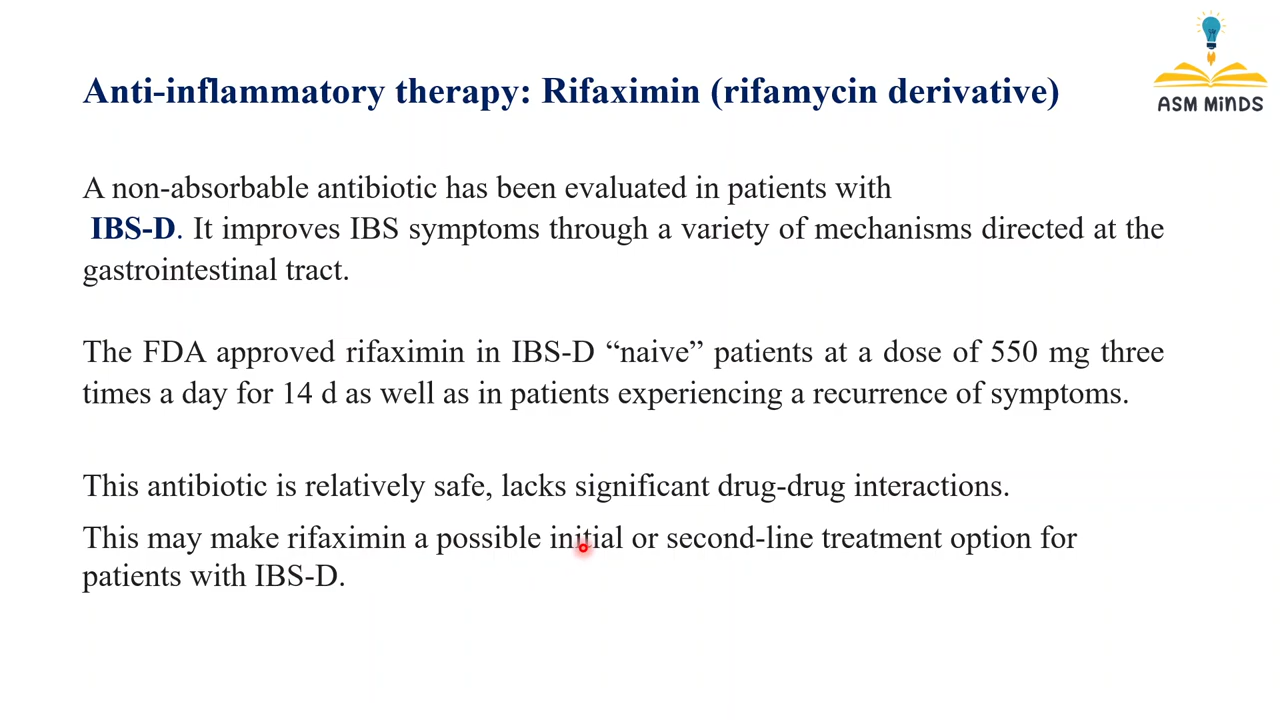 ASM MiNDS
Anti-inflammatory therapy: Rifaximin (rifamycin derivative)
A non-absorbable antibiotic has been evaluated in patients with
IBS-D. It improves IBS symptoms through a variety of mechanisms directed at the
gastrointestinal tract.
The FDA approved rifaximin in IBS-D “naive” patients at a dose of 550 mg three
times a day for 14 d as well as in patients experiencing a recurrence of symptoms.
This antibiotic is relatively safe, lacks significant drug-drug interactions.
This may make rifaximin a possible initial or second-line treatment option for
patients with IBS-D.